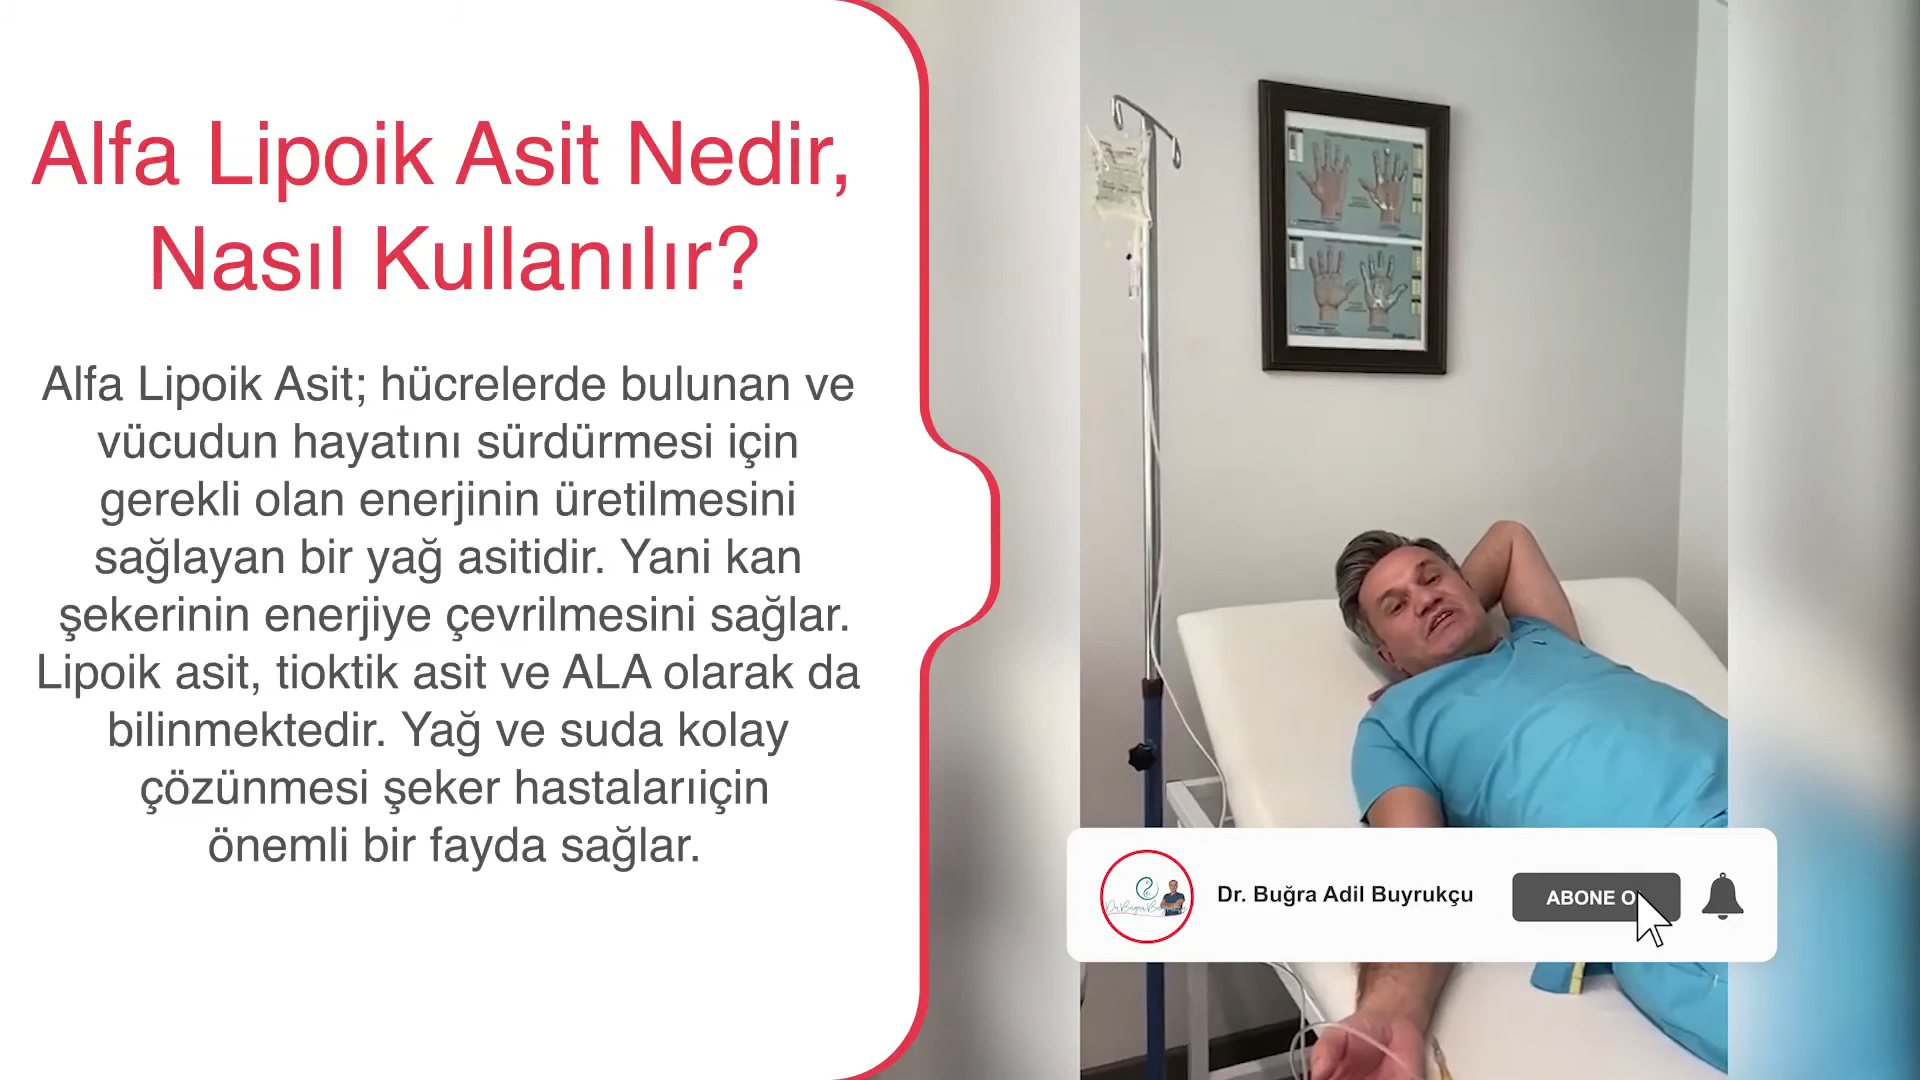 Alfa Lipoik Asit Nedir,
Nasıl Kullanılır?
Alfa Lipoik Asit; hücrelerde bulunan ve
vücudun hayatını sürdürmesi için
gerekli olan enerjinin üretilmesini
sağlayan bir yağ asitidir. Yani kan
şekerinin enerjiye çevrilmesini sağlar.
Lipoik asit, tioktik asit ve ALA olarak da
bilinmektedir. Yağ ve suda kolay
çözünmesi şeker hastalarıiçin
önemli bir fayda sağlar.
Dr. Buğra Adil Buyrukçu
ABONE O